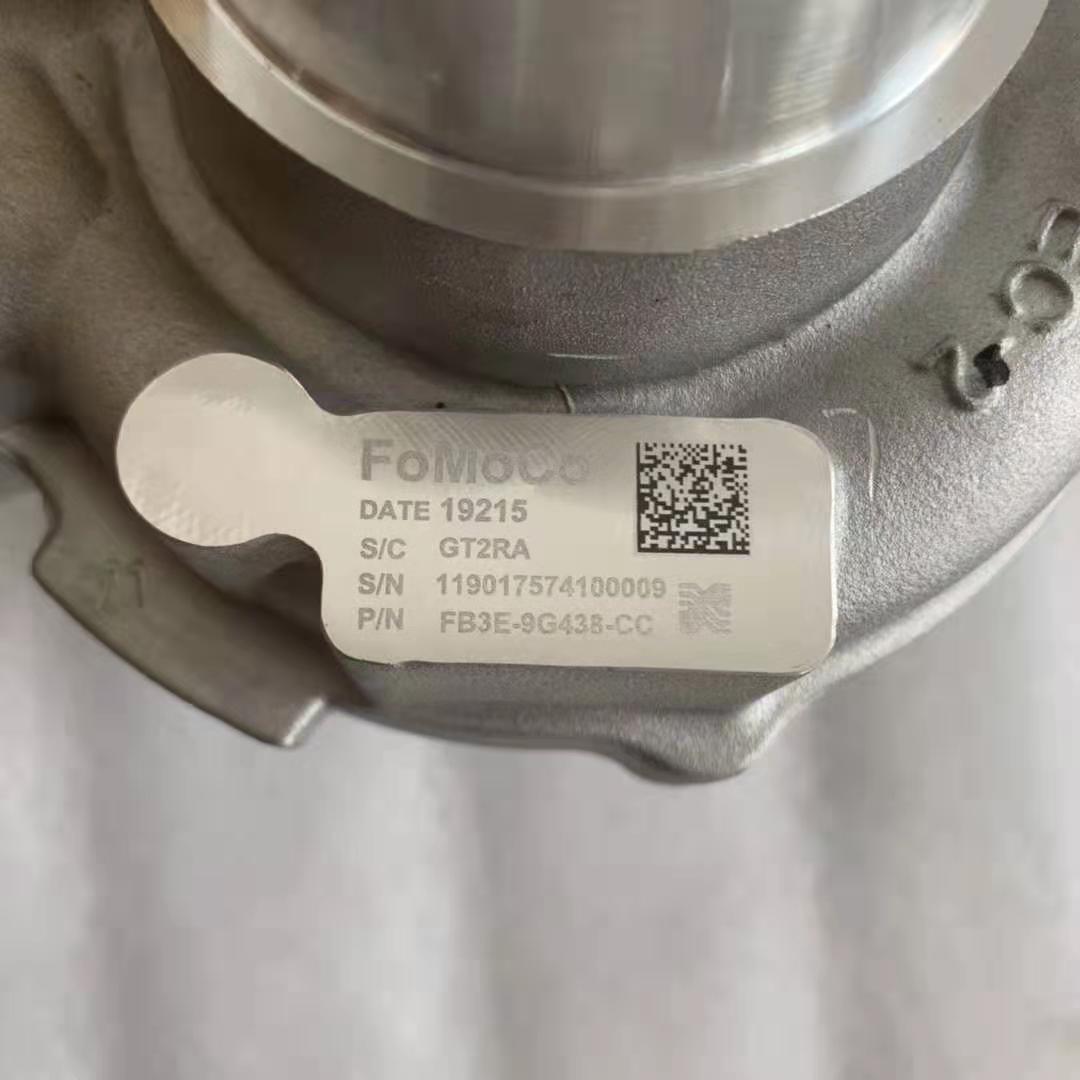 FoMoCo
DATE 19215
S/C GT2RA
S/N 119017574100009
P/N FB3E-9G438-CC